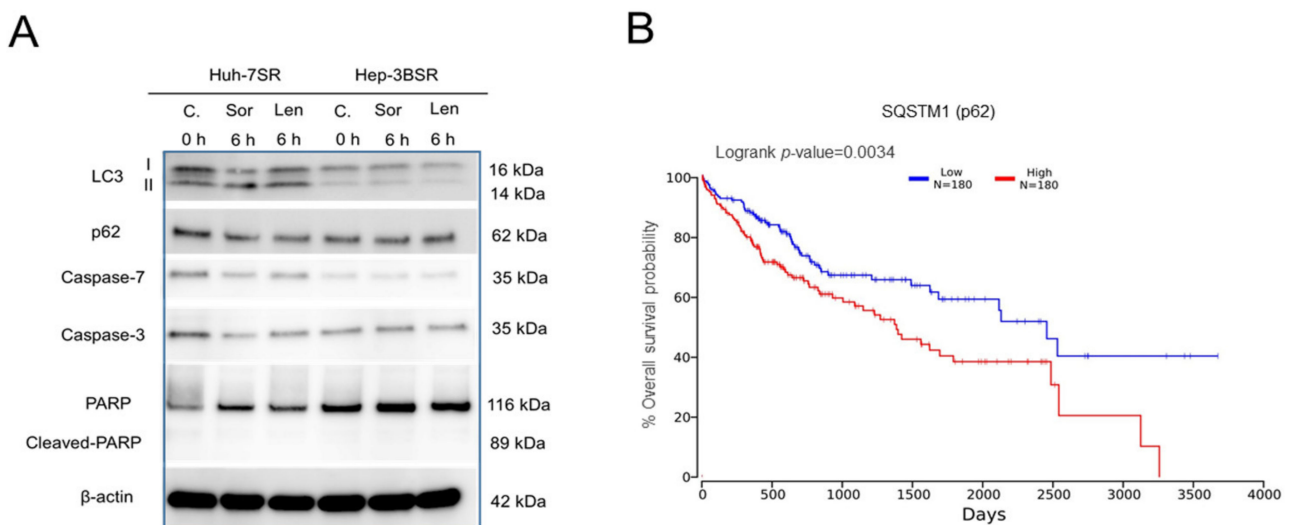 A
Huh-7SR Hep-3BSR
C. Sor Len C. Sor Len
0 h 6 h 6 h 0 h 6 h 6 h
LC3 I 16 kDa
II 14 kDa
p62 62 kDa
Caspase-7 35 kDa
Caspase-3 35 kDa
PARP 116 kDa
Cleaved-PARP 89 kDa
β-actin 42 kDa
B
SQSTM1 (p62)
Logrank p-value=0.0034
Low High
N=180 N=180
% Overall survival probability
100
80
60
40
20
0
0 500 1000 1500 2000 2500 3000 3500 4000
Days